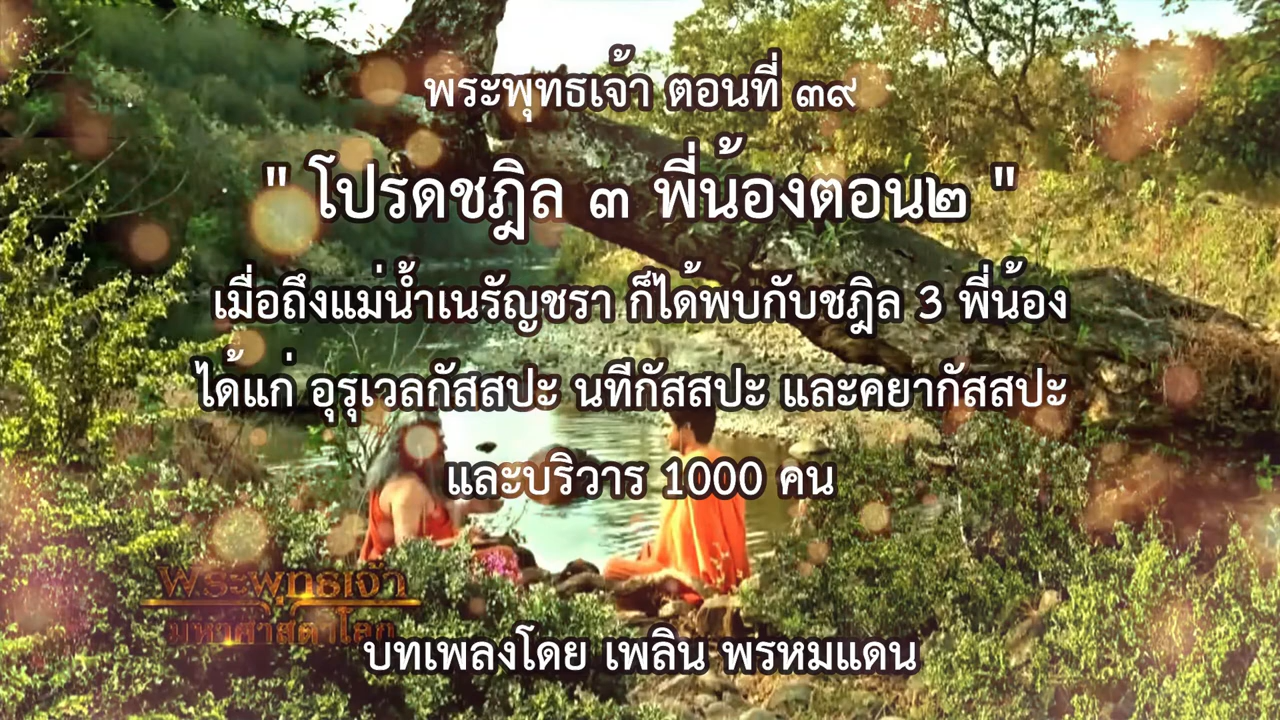 พระพุทธเจ้า ตอนที่ ๓๙
" โปรดชฎิล ๓ พี่น้องตอน๒ "
เมื่อถึงแม่น้ำเนรัญชรา ก็ได้พบกับชฎิล 3 พี่น้อง
ได้แก่ อุรุเวลกัสสปะ นทีกัสสปะ และคยากัสสปะ
และบริวาร 1000 คน
พระพุทธเจ้า
มหาศาสดาโลก
บทเพลงโดย เพลิน พรหมแดน